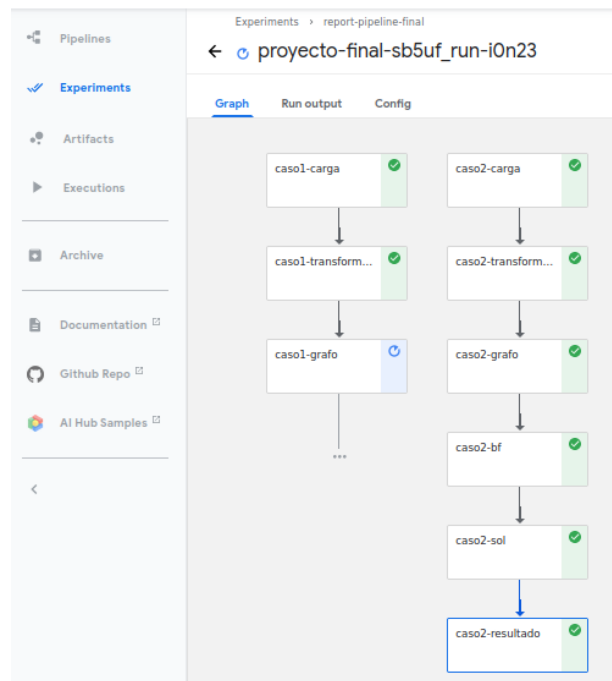 Experiments › report-pipeline-final
proyecto-final-sb5uf_run-i0n23
Pipelines
Experiments
Artifacts
Executions
Archive
Documentation
Github Repo
AI Hub Samples
Graph Run output Config
caso1-carga caso2-carga
caso1-transform... caso2-transform...
caso1-grafo caso2-grafo
...
caso2-bf
caso2-sol
caso2-resultado